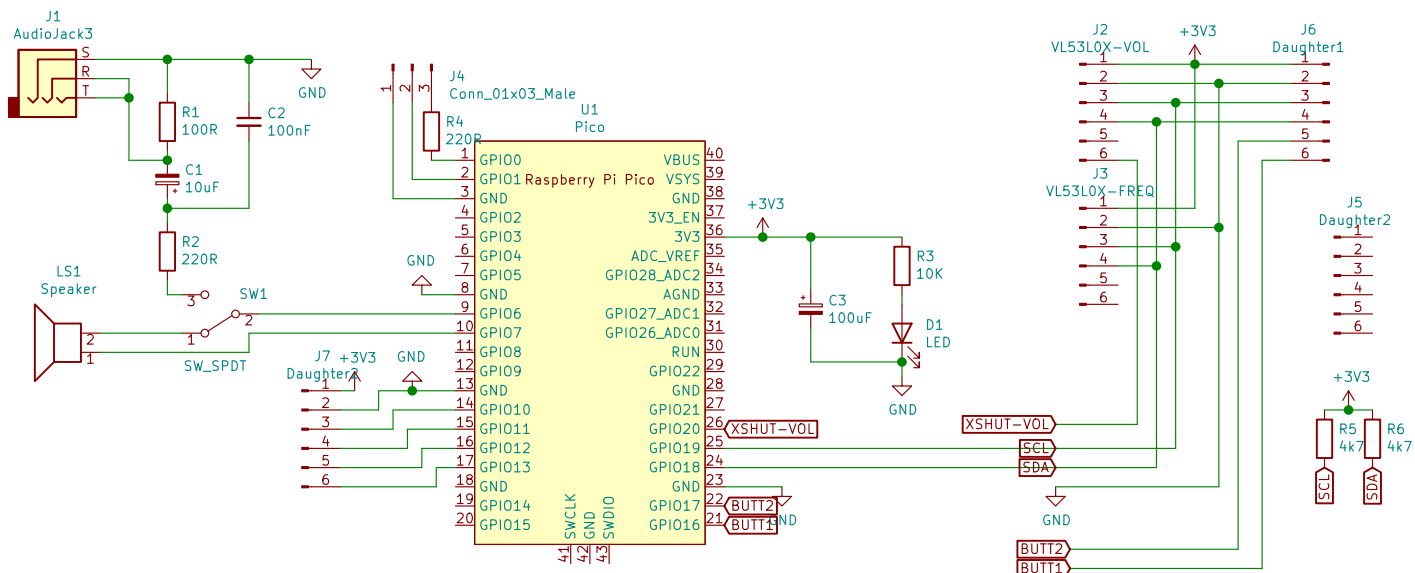 J1
AudioJack3
S
R
T
GND
R1
100R
C2
100nF
C1
10uF
+
R2
220R
LS1
Speaker
2
1
3
SW1
2
1
SW_SPDT
1
2
3
J4
Conn_01x03_Male
R4
220R
U1
Pico
Raspberry Pi Pico
1 GPIO0
2 GPIO1
3 GND
4 GPIO2
5 GPIO3
6 GPIO4
7 GPIO5
8 GND
9 GPIO6
10 GPIO7
11 GPIO8
12 GPIO9
13 GND
14 GPIO10
15 GPIO11
16 GPIO12
17 GPIO13
18 GND
19 GPIO14
20 GPIO15
VBUS 40
VSYS 39
GND 38
3V3_EN 37
3V3 36
ADC_VREF 35
GPIO28_ADC2 34
AGND 33
GPIO27_ADC1 32
GPIO26_ADC0 31
RUN 30
GPIO22 29
GND 28
GPIO21 27
GPIO20 26
GPIO19 25
GPIO18 24
GND 23
GPIO17 22
GPIO16 21
SWCLK 41
GND 42
SWDIO 43
GND
J7
+3V3
GND
1
2
3
4
5
6
+3V3
R3
10K
+
C3
100uF
D1
LED
GND
XSHUT-VOL
BUTT2
BUTT1
GND
J2
VL53L0X-VOL
1
2
3
4
5
6
J3
VL53L0X-FREQ
1
2
3
4
5
6
+3V3
J6
Daughter1
1
2
3
4
5
6
J5
Daughter2
1
2
3
4
5
6
XSHUT-VOL
SCL
SDA
GND
BUTT2
BUTT1
+3V3
R5
4k7
R6
4k7
SCL
SDA